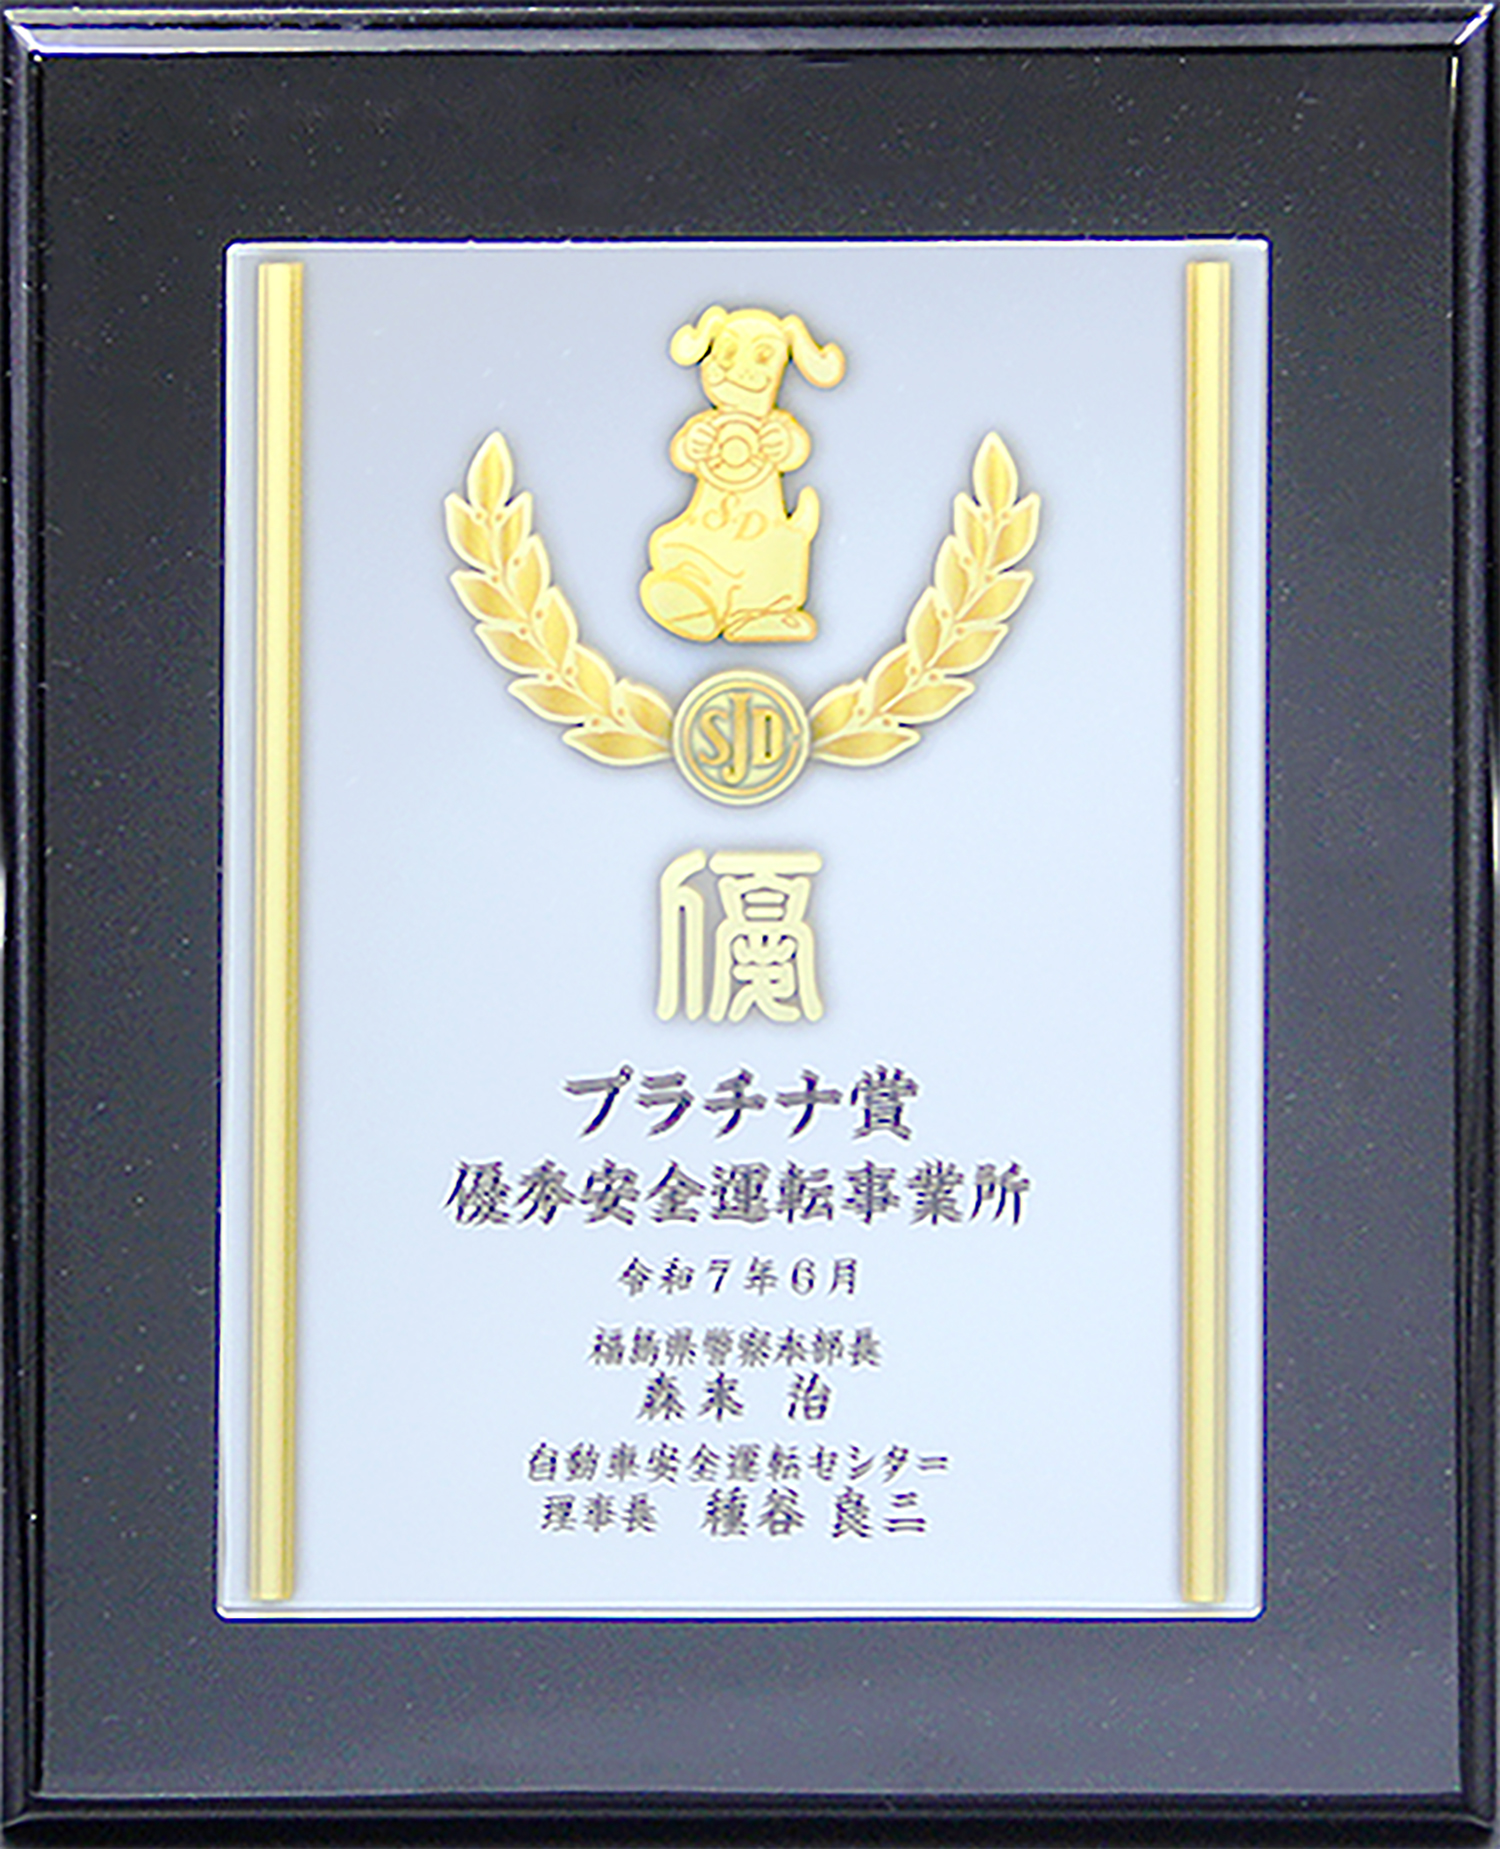 SD
SJDC
優
プラチナ賞
優秀安全運転事業所
令和7年6月
福島県警察本部長
森末 治
自動車安全運転センター
理事長 種谷 良二